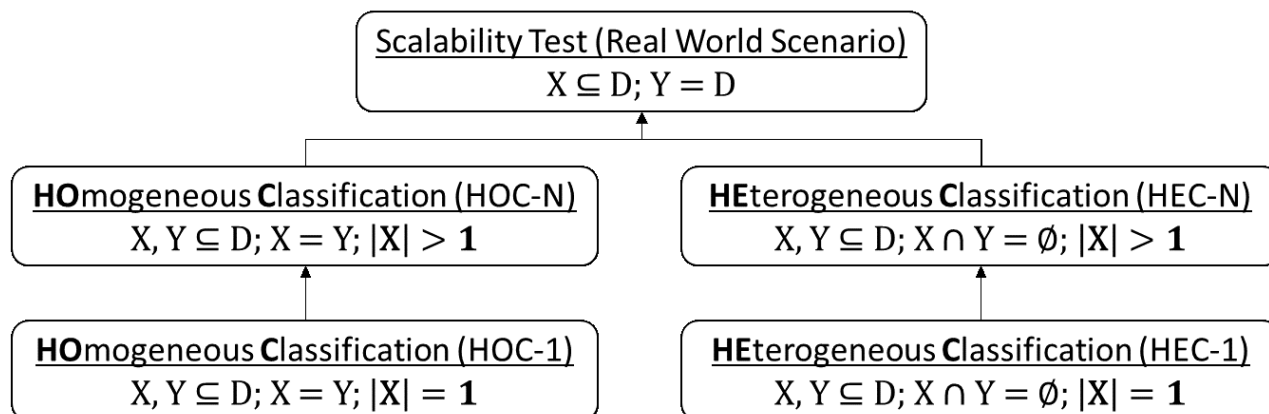 Scalability Test (Real World Scenario)
X ⊆ D; Y = D
HOmogeneous Classification (HOC-N)
X, Y ⊆ D; X = Y; |X| > 1
HEterogeneous Classification (HEC-N)
X, Y ⊆ D; X ∩ Y = ∅; |X| > 1
HOmogeneous Classification (HOC-1)
X, Y ⊆ D; X = Y; |X| = 1
HEterogeneous Classification (HEC-1)
X, Y ⊆ D; X ∩ Y = ∅; |X| = 1